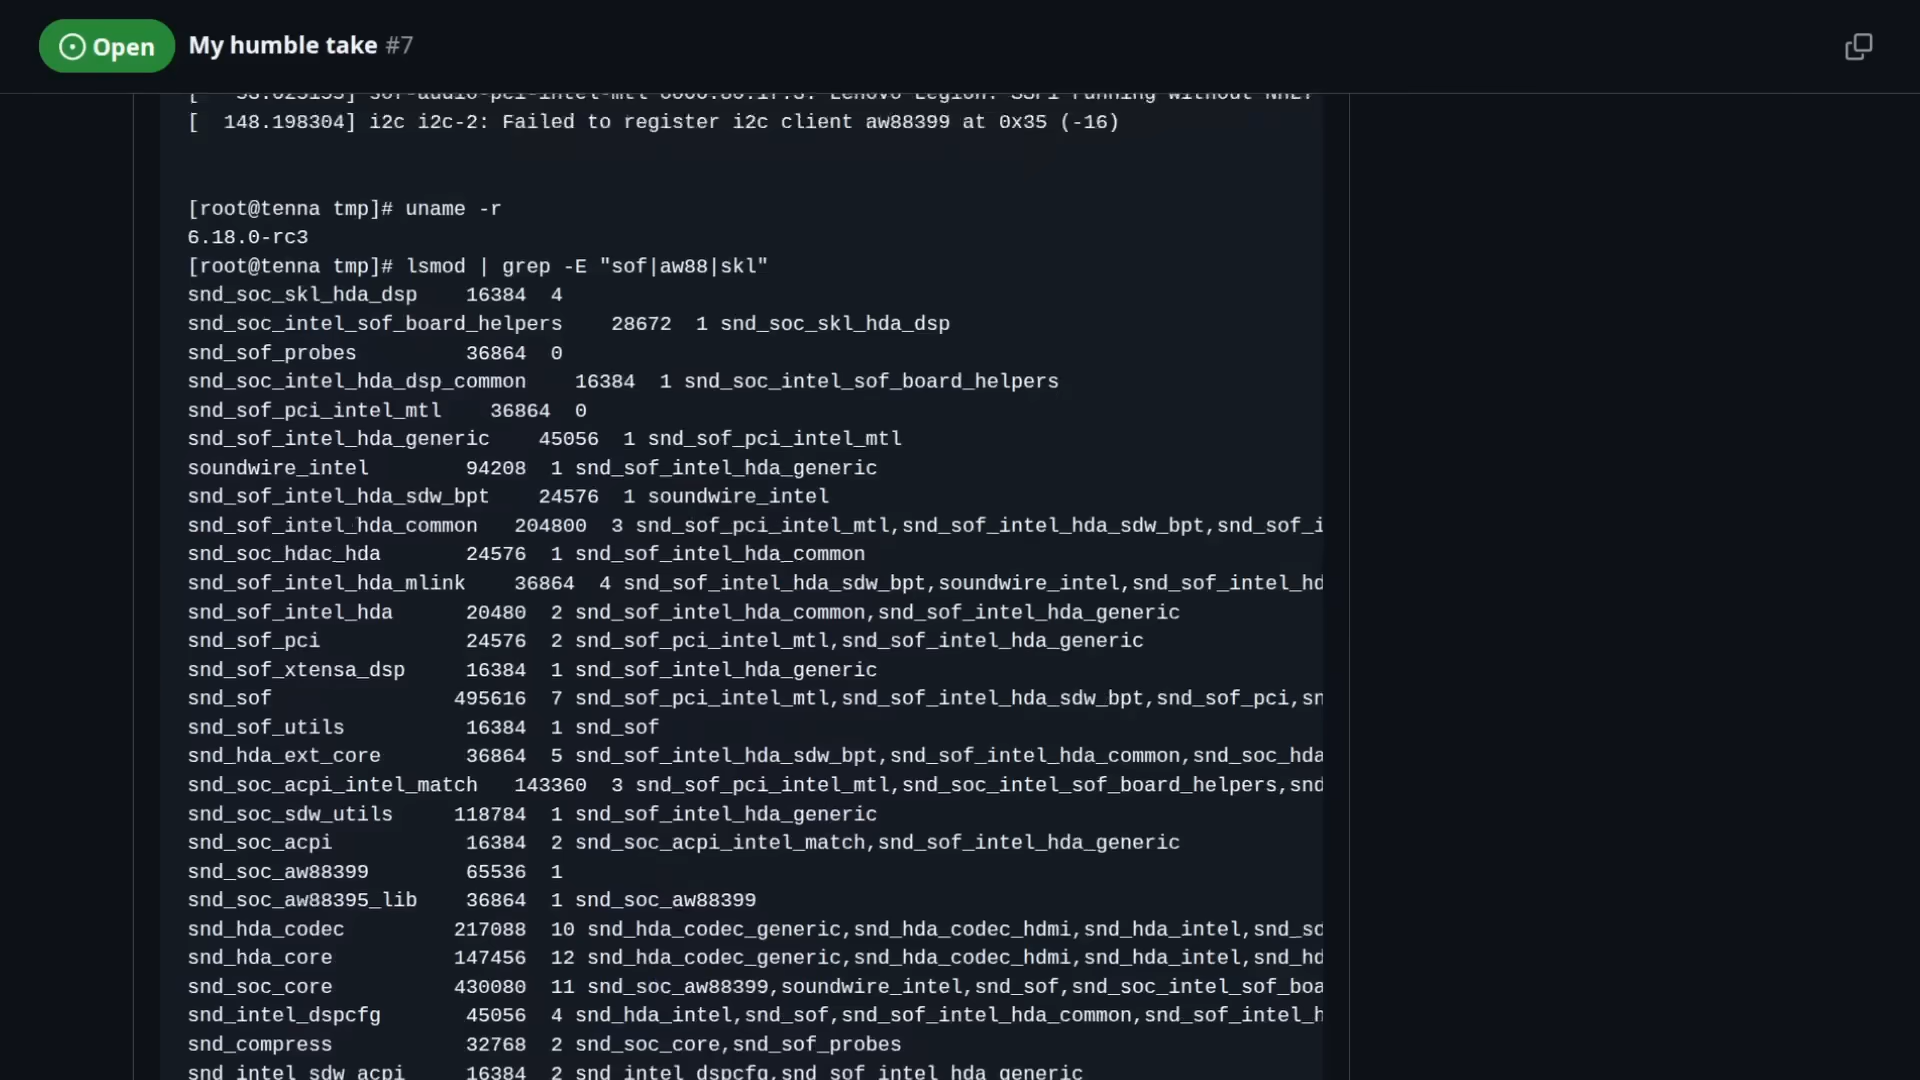 Open My humble take #7
[ 148.198304] i2c i2c-2: Failed to register i2c client aw88399 at 0x35 (-16)
[root@tenna tmp]# uname -r
6.18.0-rc3
[root@tenna tmp]# lsmod | grep -E "sof|aw88|skl"
snd_soc_skl_hda_dsp    16384  4
snd_soc_intel_sof_board_helpers    28672  1 snd_soc_skl_hda_dsp
snd_sof_probes         36864  0
snd_soc_intel_hda_dsp_common    16384  1 snd_soc_intel_sof_board_helpers
snd_sof_pci_intel_mtl    36864  0
snd_sof_intel_hda_generic    45056  1 snd_sof_pci_intel_mtl
soundwire_intel        94208  1 snd_sof_intel_hda_generic
snd_sof_intel_hda_sdw_bpt    24576  1 soundwire_intel
snd_sof_intel_hda_common   204800  3 snd_sof_pci_intel_mtl,snd_sof_intel_hda_sdw_bpt,snd_sof_i
snd_soc_hdac_hda       24576  1 snd_sof_intel_hda_common
snd_sof_intel_hda_mlink    36864  4 snd_sof_intel_hda_sdw_bpt,soundwire_intel,snd_sof_intel_hd
snd_sof_intel_hda      20480  2 snd_sof_intel_hda_common,snd_sof_intel_hda_generic
snd_sof_pci            24576  2 snd_sof_pci_intel_mtl,snd_sof_intel_hda_generic
snd_sof_xtensa_dsp     16384  1 snd_sof_intel_hda_generic
snd_sof               495616  7 snd_sof_pci_intel_mtl,snd_sof_intel_hda_sdw_bpt,snd_sof_pci,sn
snd_sof_utils          16384  1 snd_sof
snd_hda_ext_core       36864  5 snd_sof_intel_hda_sdw_bpt,snd_sof_intel_hda_common,snd_soc_hda
snd_soc_acpi_intel_match   143360  3 snd_sof_pci_intel_mtl,snd_soc_intel_sof_board_helpers,snd
snd_soc_sdw_utils     118784  1 snd_sof_intel_hda_generic
snd_soc_acpi           16384  2 snd_soc_acpi_intel_match,snd_sof_intel_hda_generic
snd_soc_aw88399        65536  1
snd_soc_aw88395_lib    36864  1 snd_soc_aw88399
snd_hda_codec         217088  10 snd_hda_codec_generic,snd_hda_codec_hdmi,snd_hda_intel,snd_so
snd_hda_core          147456  12 snd_hda_codec_generic,snd_hda_codec_hdmi,snd_hda_intel,snd_hd
snd_soc_core          430080  11 snd_soc_aw88399,soundwire_intel,snd_sof,snd_soc_intel_sof_boa
snd_intel_dspcfg       45056  4 snd_hda_intel,snd_sof,snd_sof_intel_hda_common,snd_sof_intel_h
snd_compress           32768  2 snd_soc_core,snd_sof_probes
snd_intel_sdw_acpi     16384  2 snd_intel_dspcfg,snd_sof_intel_hda_generic